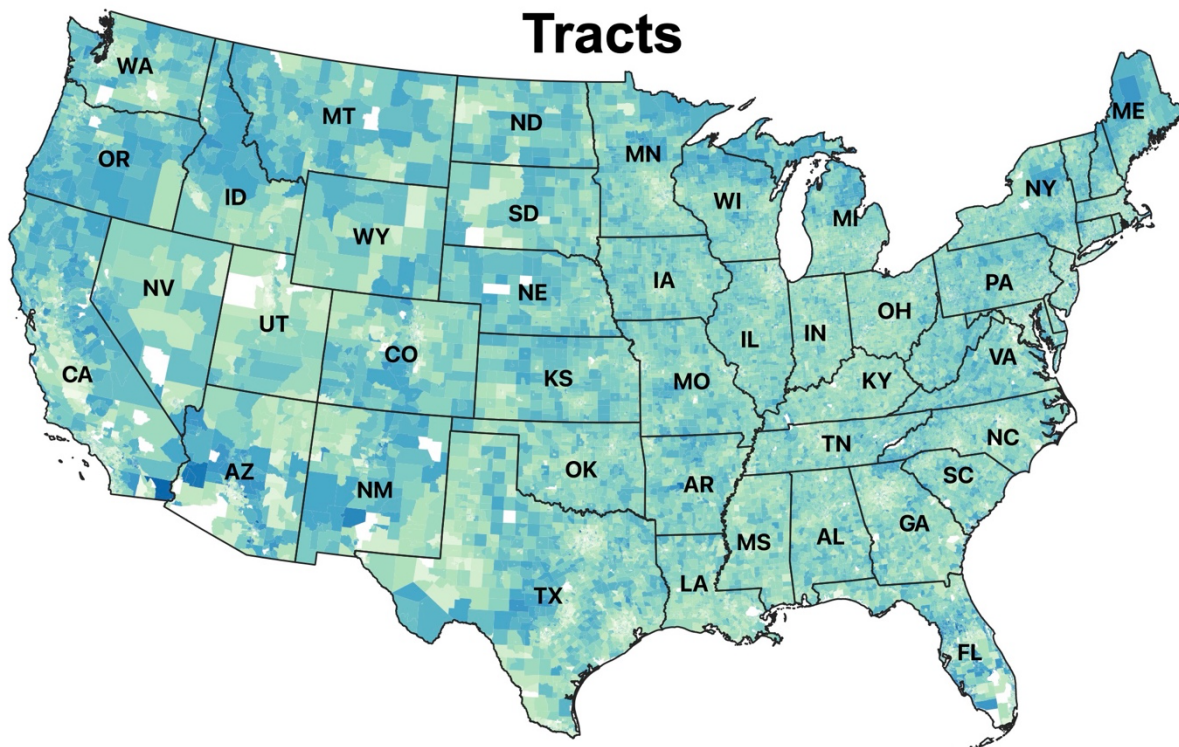 Tracts
WA
MT
ND
MN
ME
OR
ID
SD
WI
MI
NY
WY
IA
PA
NV
NE
UT
CO
IL
IN
OH
VA
CA
KS
MO
KY
AZ
NM
OK
AR
TN
NC
SC
TX
LA
MS
AL
GA
FL